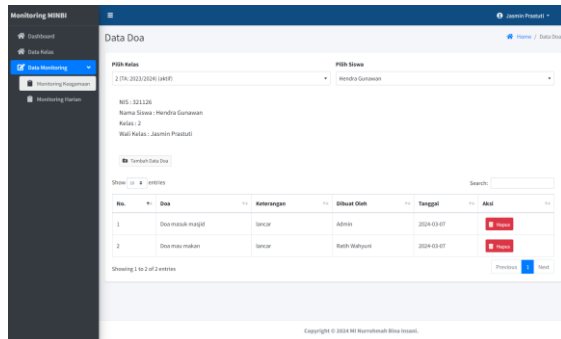 Monitoring MINBI
Jasmin Prastuti
Dashboard
Data Kelas
Data Monitoring
Monitoring Keagamaan
Monitoring Harian
Data Doa
Home / Data Doa
Pilih Kelas
Pilih Siswa
2 (TA: 2023/2024) (aktif)
Hendra Gunawan
NIS : 321126
Nama Siswa : Hendra Gunawan
Kelas : 2
Wali Kelas : Jasmin Prastuti
Tambah Data Doa
Show 10 entries
Search:
No. Doa Keterangan Dibuat Oleh Tanggal Aksi
1 Doa masuk masjid lancar Admin 2024-03-07 Hapus
2 Doa mau makan lancar Ratih Wahyuni 2024-03-07 Hapus
Showing 1 to 2 of 2 entries
Previous 1 Next
Copyright © 2024 MI Nurrohmah Bina Insani.